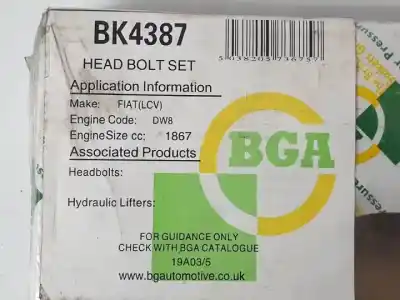 BK4387
HEAD BOLT SET
Application Information
Make: FIAT(LCV)
Engine Code: DW8
EngineSize cc: 1867
Associated Products
Headbolts:
Hydraulic Lifters:
BGA
FOR GUIDANCE ONLY
CHECK WITH BGA CATALOGUE
19A03/5
www.bgautomotive.co.uk